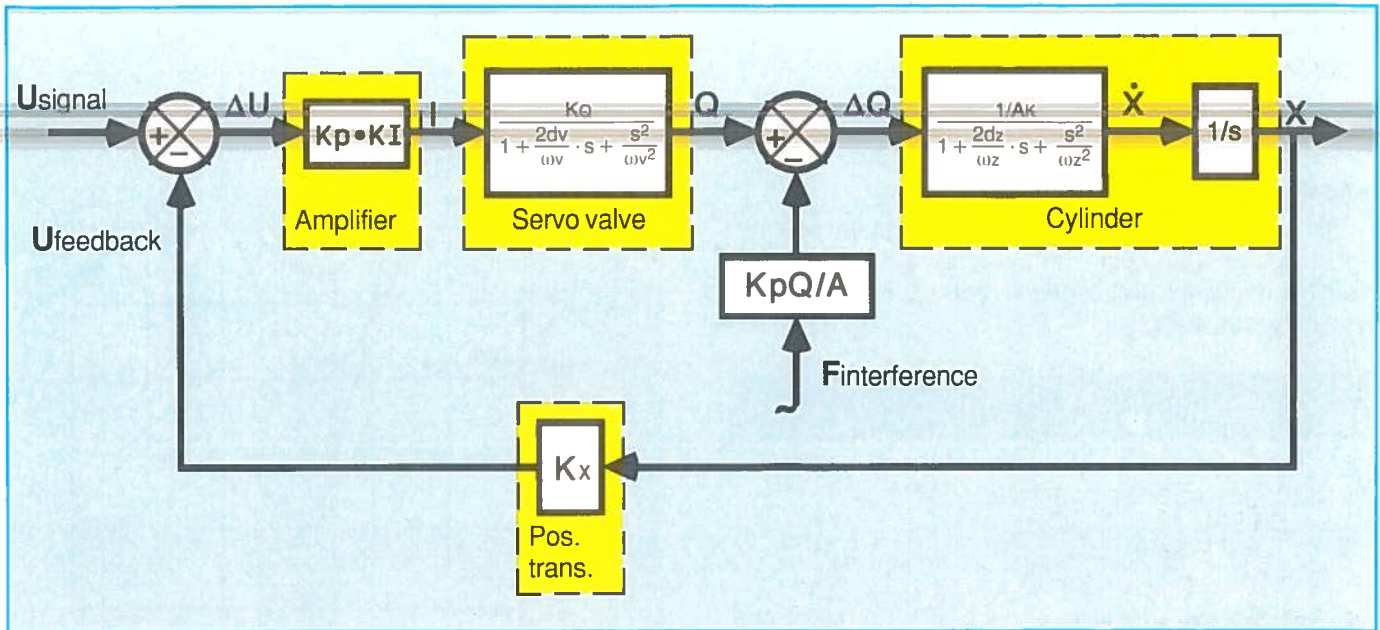 Usignal
ΔU
Kp•KI
I
KQ
1 + 2dv/ωv · s + s²/ωv²
Q
ΔQ
1/AK
1 + 2dz/ωz · s + s²/ωz²
Ẋ
1/s
X
+
−
+
−
Amplifier
Servo valve
Cylinder
Ufeedback
KpQ/A
Finterference
Kx
Pos.
trans.